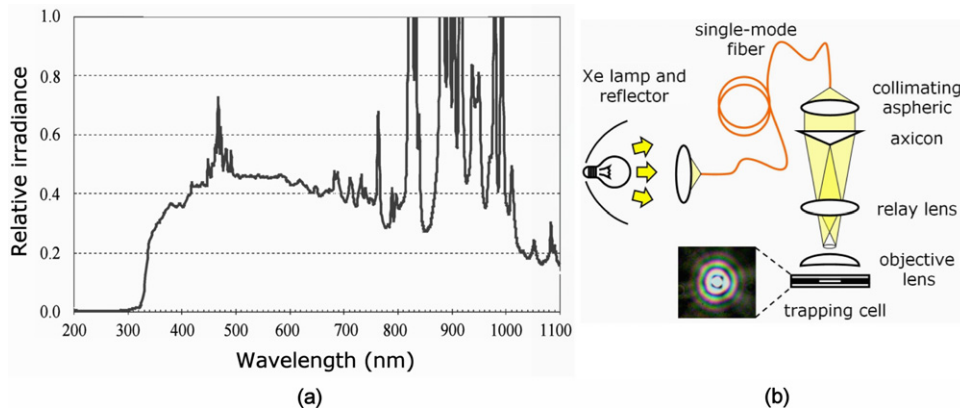 Relative irradiance
1.0
0.8
0.6
0.4
0.2
0.0
200 300 400 500 600 700 800 900 1000 1100
Wavelength (nm)
(a)
single-mode
fiber
Xe lamp and
reflector
collimating
aspheric
axicon
relay lens
objective
lens
trapping cell
(b)